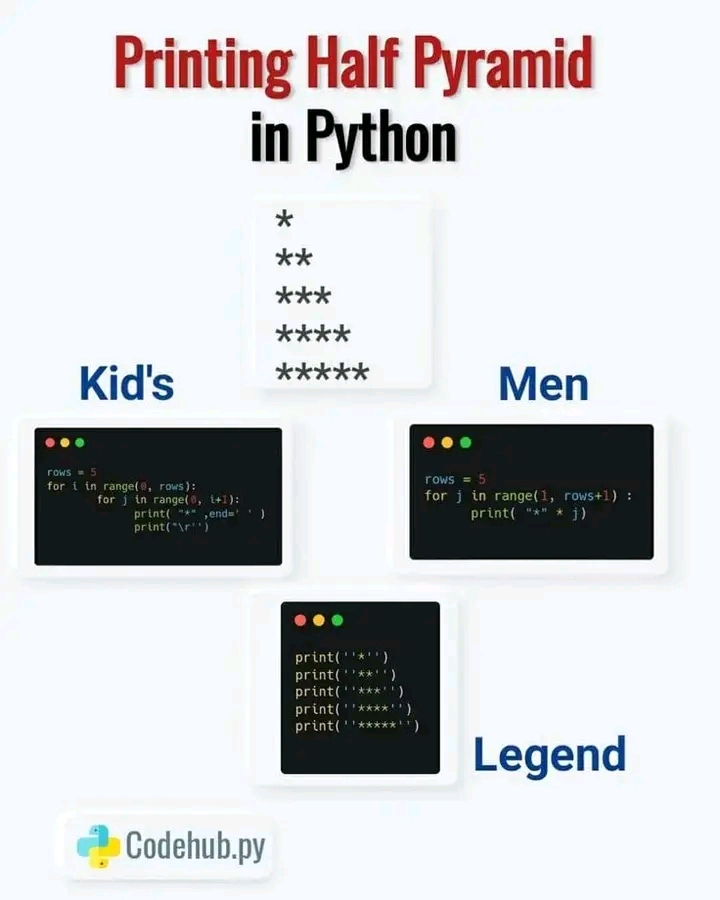 Printing Half Pyramid
in Python
*
**
***
****
*****
Kid's
Men
rows = 5
for i in range(0, rows):
        for j in range(0, i+1):
              print( "*" ,end=' ' )
              print("\r'')
rows = 5
for j in range(1, rows+1) :
      print( "*" * j)
print(''*'')
print(''**'')
print(''***'')
print(''****'')
print(''*****'')
Legend
Codehub.py